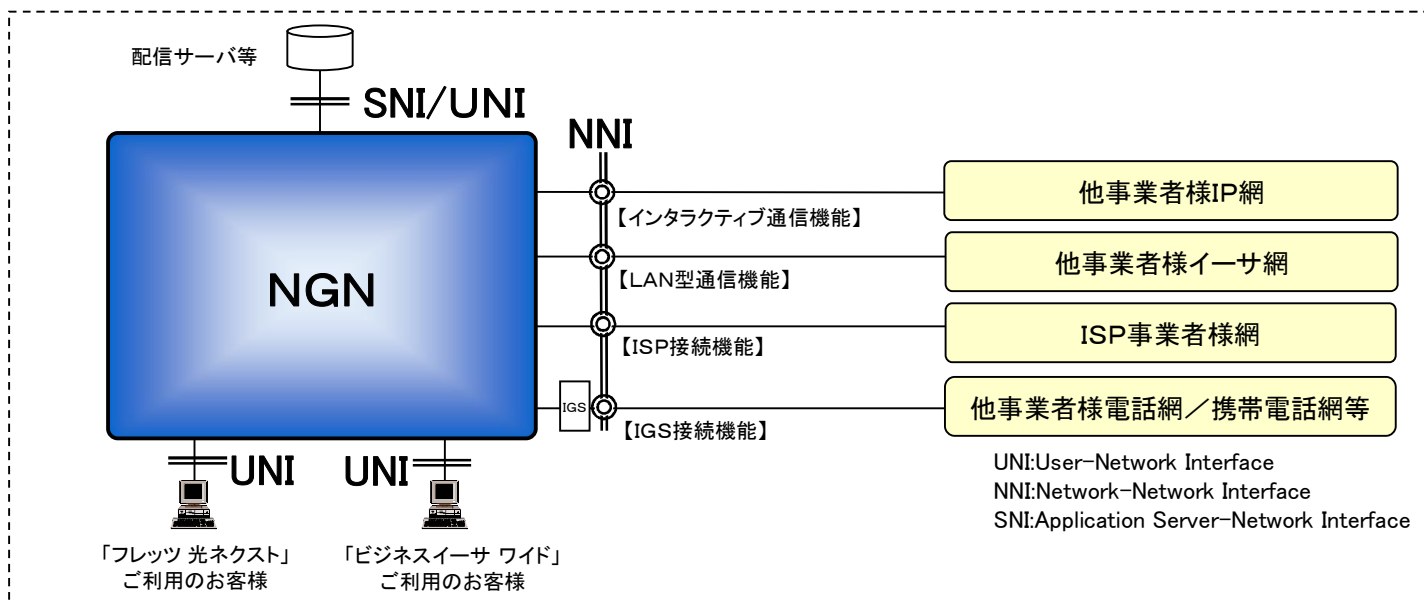 配信サーバ等
SNI/UNI
NNI
NGN
他事業者様IP網
【インタラクティブ通信機能】
他事業者様イーサ網
【LAN型通信機能】
ISP事業者様網
【ISP接続機能】
IGS
他事業者様電話網／携帯電話網等
【IGS接続機能】
UNI
UNI
UNI:User-Network Interface
NNI:Network-Network Interface
SNI:Application Server-Network Interface
「フレッツ 光ネクスト」
ご利用のお客様
「ビジネスイーサ ワイド」
ご利用のお客様